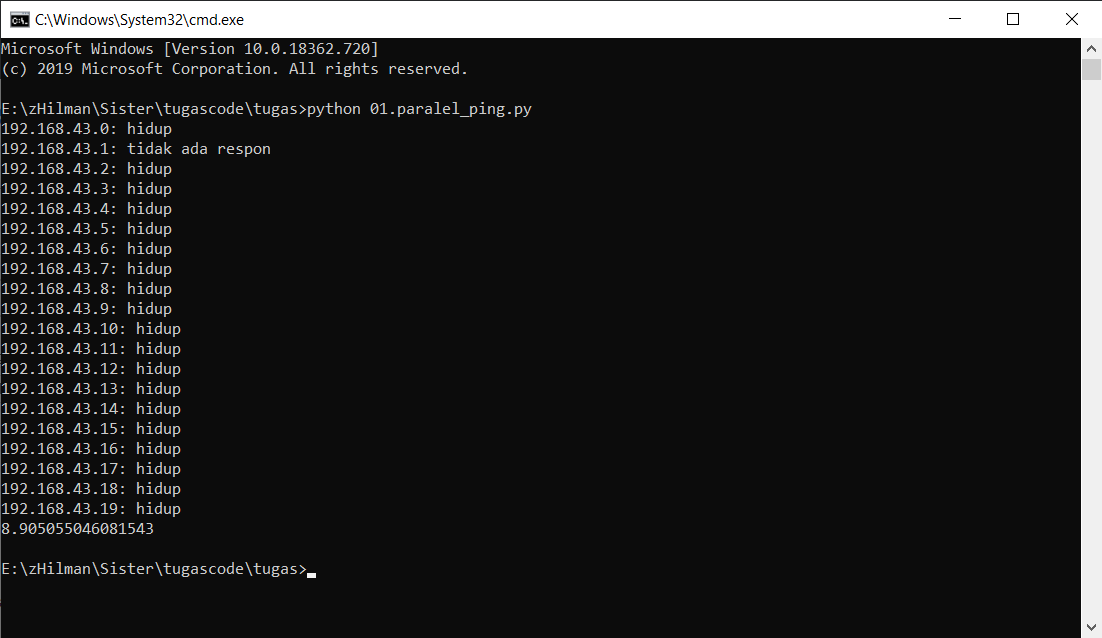 C:\Windows\System32\cmd.exe
Microsoft Windows [Version 10.0.18362.720]
(c) 2019 Microsoft Corporation. All rights reserved.
E:\zHilman\Sister\tugascode\tugas>python 01.paralel_ping.py
192.168.43.0: hidup
192.168.43.1: tidak ada respon
192.168.43.2: hidup
192.168.43.3: hidup
192.168.43.4: hidup
192.168.43.5: hidup
192.168.43.6: hidup
192.168.43.7: hidup
192.168.43.8: hidup
192.168.43.9: hidup
192.168.43.10: hidup
192.168.43.11: hidup
192.168.43.12: hidup
192.168.43.13: hidup
192.168.43.14: hidup
192.168.43.15: hidup
192.168.43.16: hidup
192.168.43.17: hidup
192.168.43.18: hidup
192.168.43.19: hidup
8.905055046081543
E:\zHilman\Sister\tugascode\tugas>